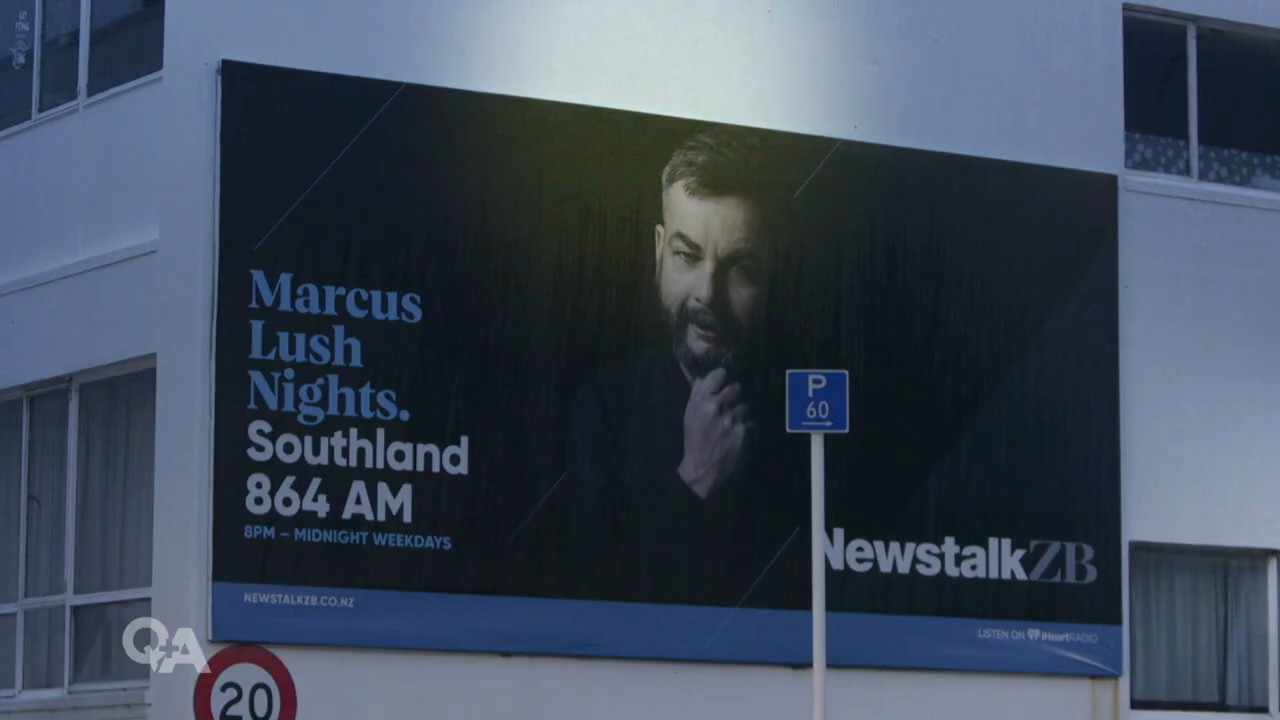 Marcus
Lush
Nights.
Southland
864 AM
8PM – MIDNIGHT WEEKDAYS
NEWSTALKZB.CO.NZ
P
60
NewstalkZB
LISTEN ON iHeartRADIO
Q+A
20